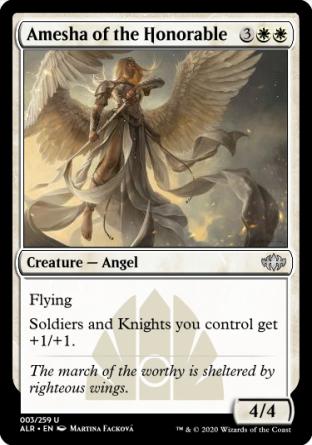 Amesha of the Honorable 3
Creature — Angel
Flying
Soldiers and Knights you control get
+1/+1.
The march of the worthy is sheltered by
righteous wings.
4/4
003/259 U
ALR • EN Martina Facková
™ & © 2020 Wizards of the Coast